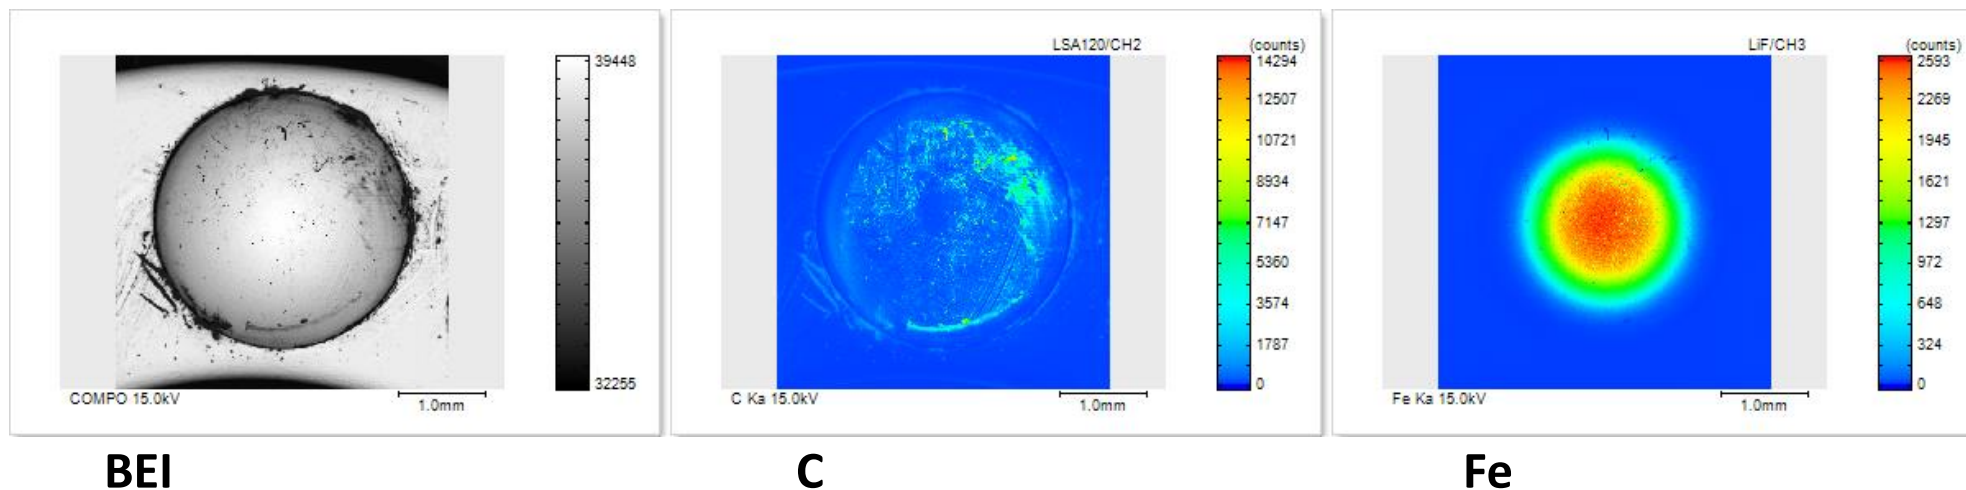 39448
32255
COMPO 15.0kV
1.0mm
BEI
LSA120/CH2
(counts)
14294
12507
10721
8934
7147
5360
3574
1787
0
C Ka 15.0kV
1.0mm
C
LiF/CH3
(counts)
2593
2269
1945
1621
1297
972
648
324
0
Fe Ka 15.0kV
1.0mm
Fe